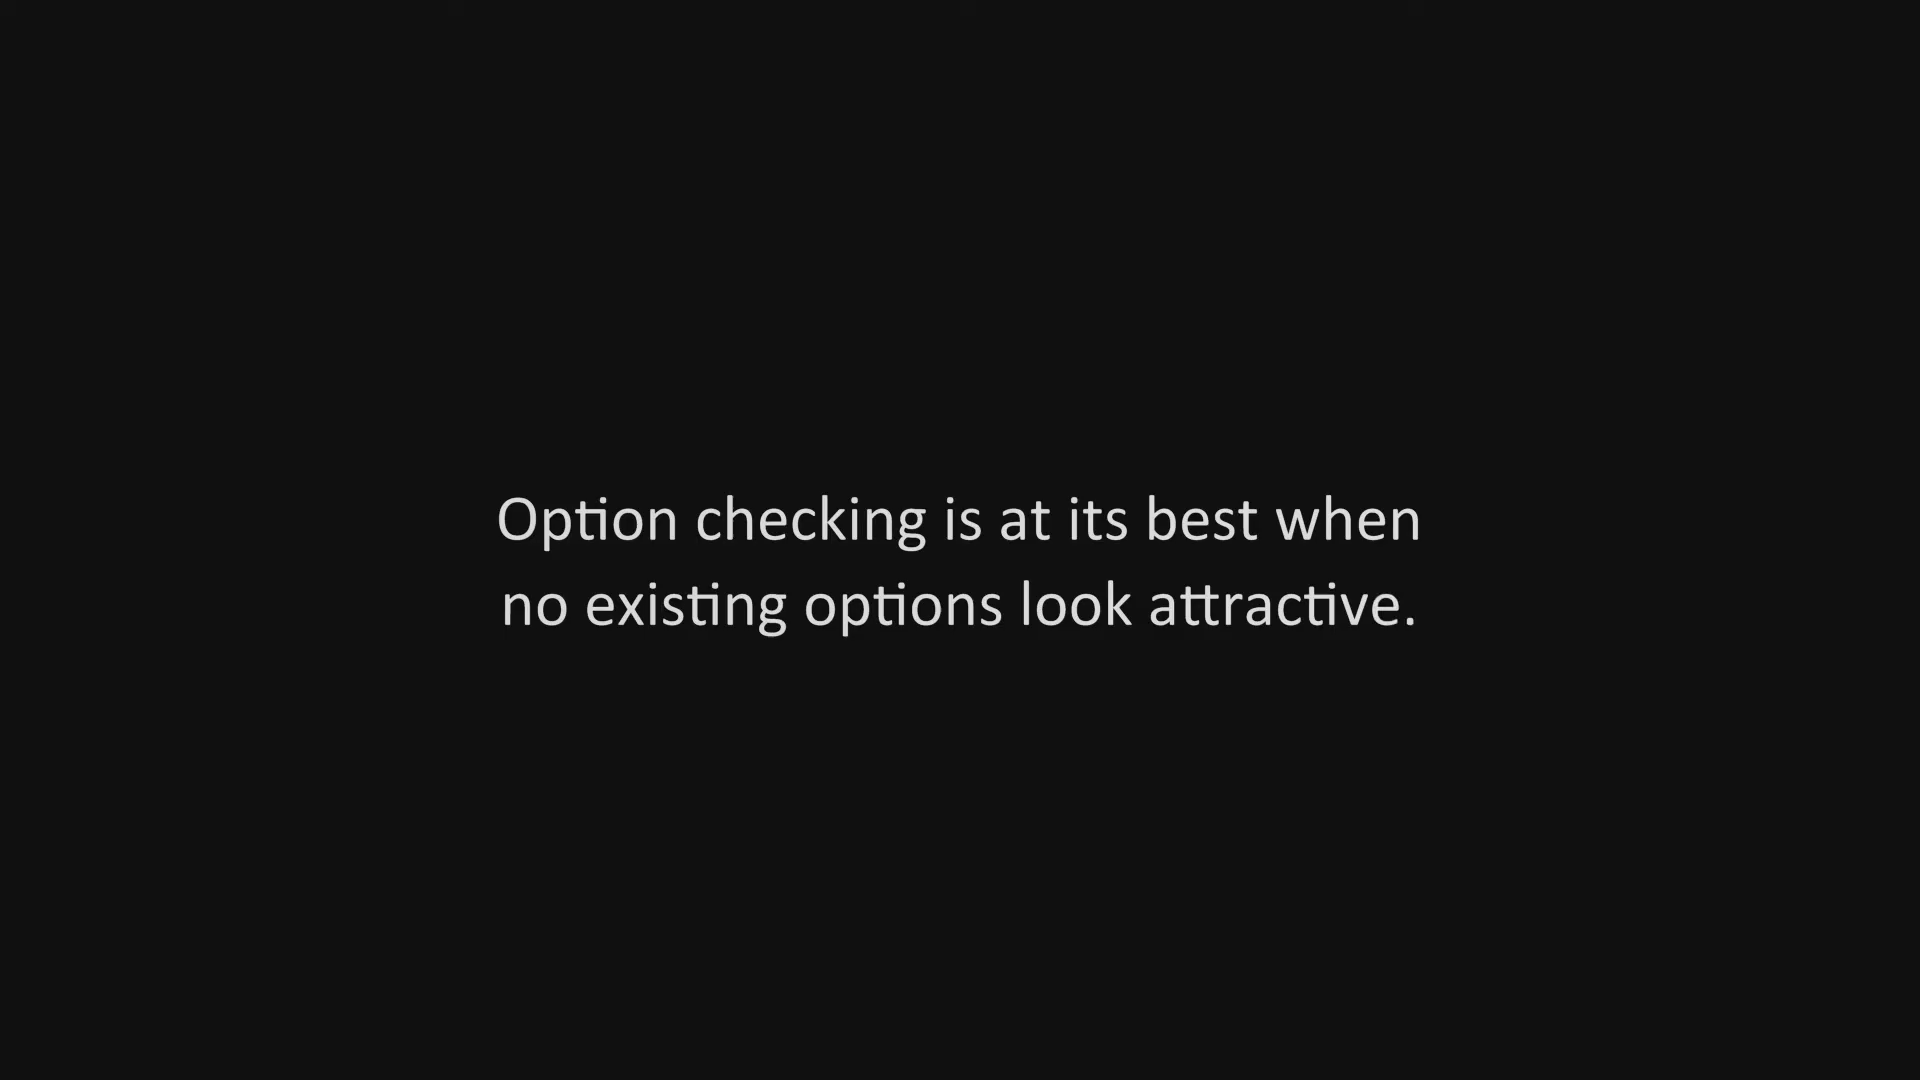 Option checking is at its best when
no existing options look attractive.